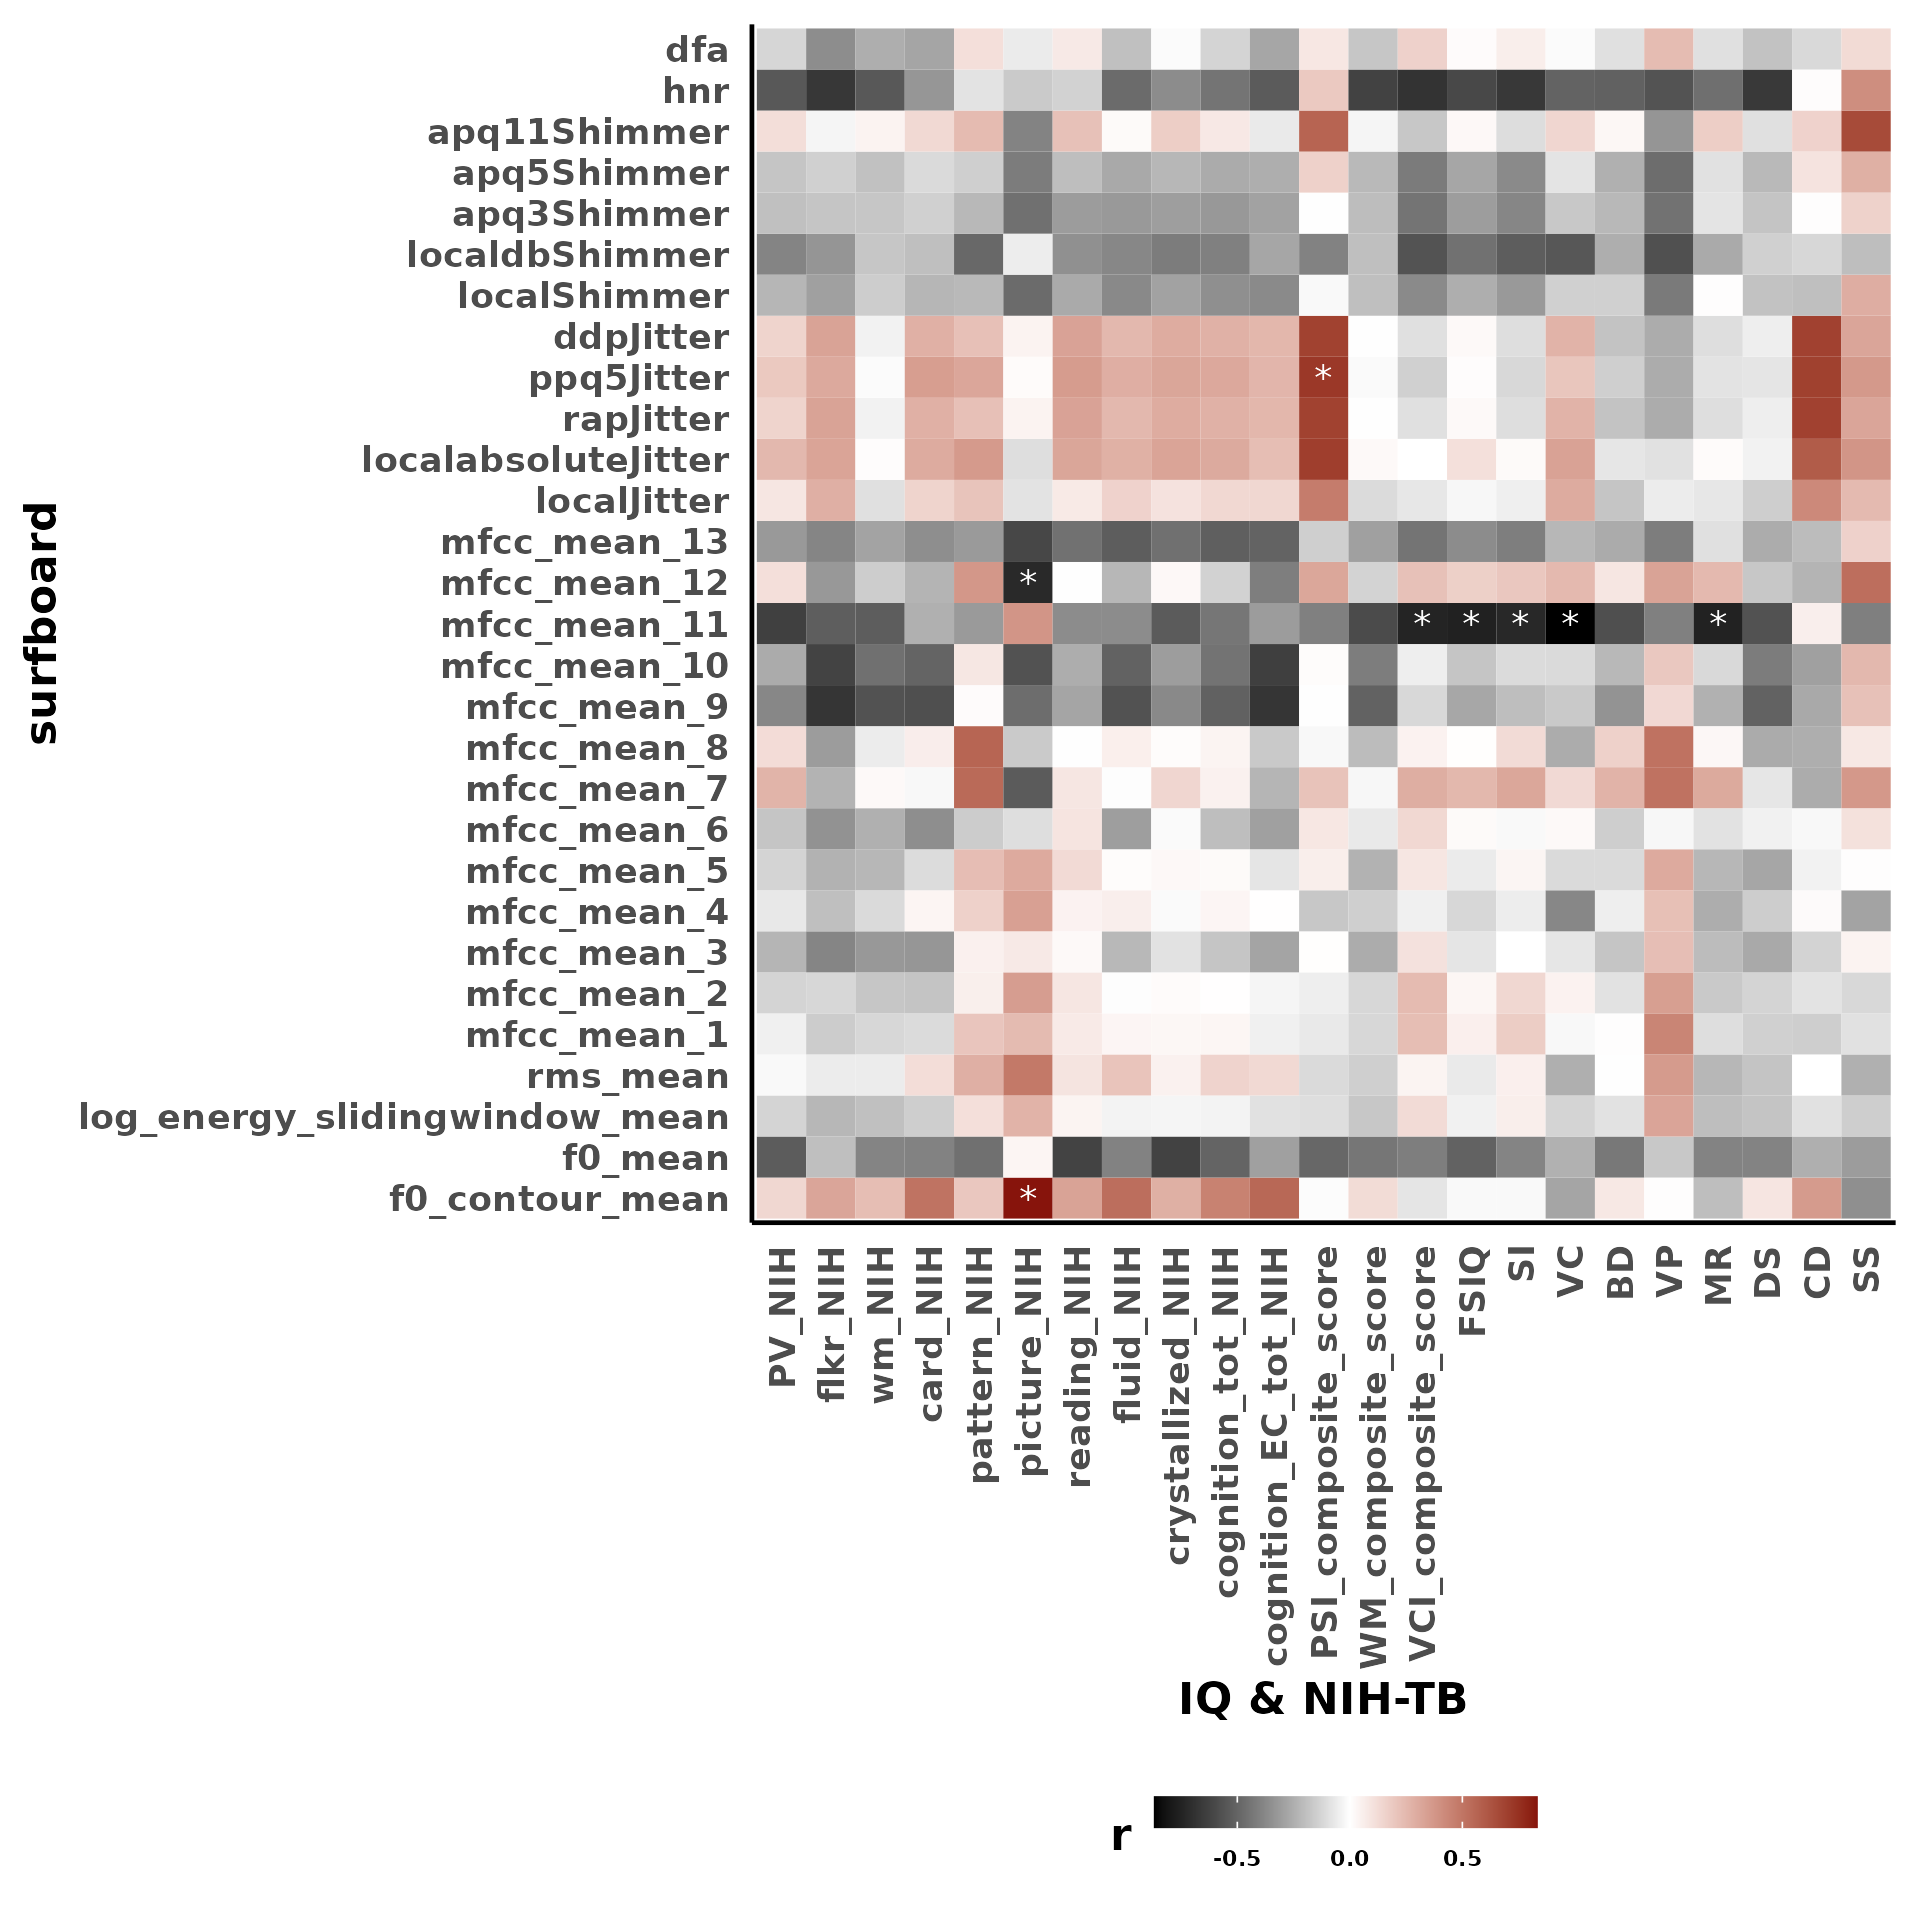 surfboard
dfa
hnr
apq11Shimmer
apq5Shimmer
apq3Shimmer
localdbShimmer
localShimmer
ddpJitter
ppq5Jitter
*
rapJitter
localabsoluteJitter
localJitter
mfcc_mean_13
mfcc_mean_12
*
mfcc_mean_11
* * * * *
mfcc_mean_10
mfcc_mean_9
mfcc_mean_8
mfcc_mean_7
mfcc_mean_6
mfcc_mean_5
mfcc_mean_4
mfcc_mean_3
mfcc_mean_2
mfcc_mean_1
rms_mean
log_energy_slidingwindow_mean
f0_mean
f0_contour_mean
*
PV_NIH
flkr_NIH
wm_NIH
card_NIH
pattern_NIH
picture_NIH
reading_NIH
fluid_NIH
crystallized_NIH
cognition_tot_NIH
cognition_EC_tot_NIH
PSI_composite_score
WM_composite_score
VCI_composite_score
FSIQ
SI
VC
BD
VP
MR
DS
CD
SS
IQ & NIH-TB
r
-0.5 0.0 0.5